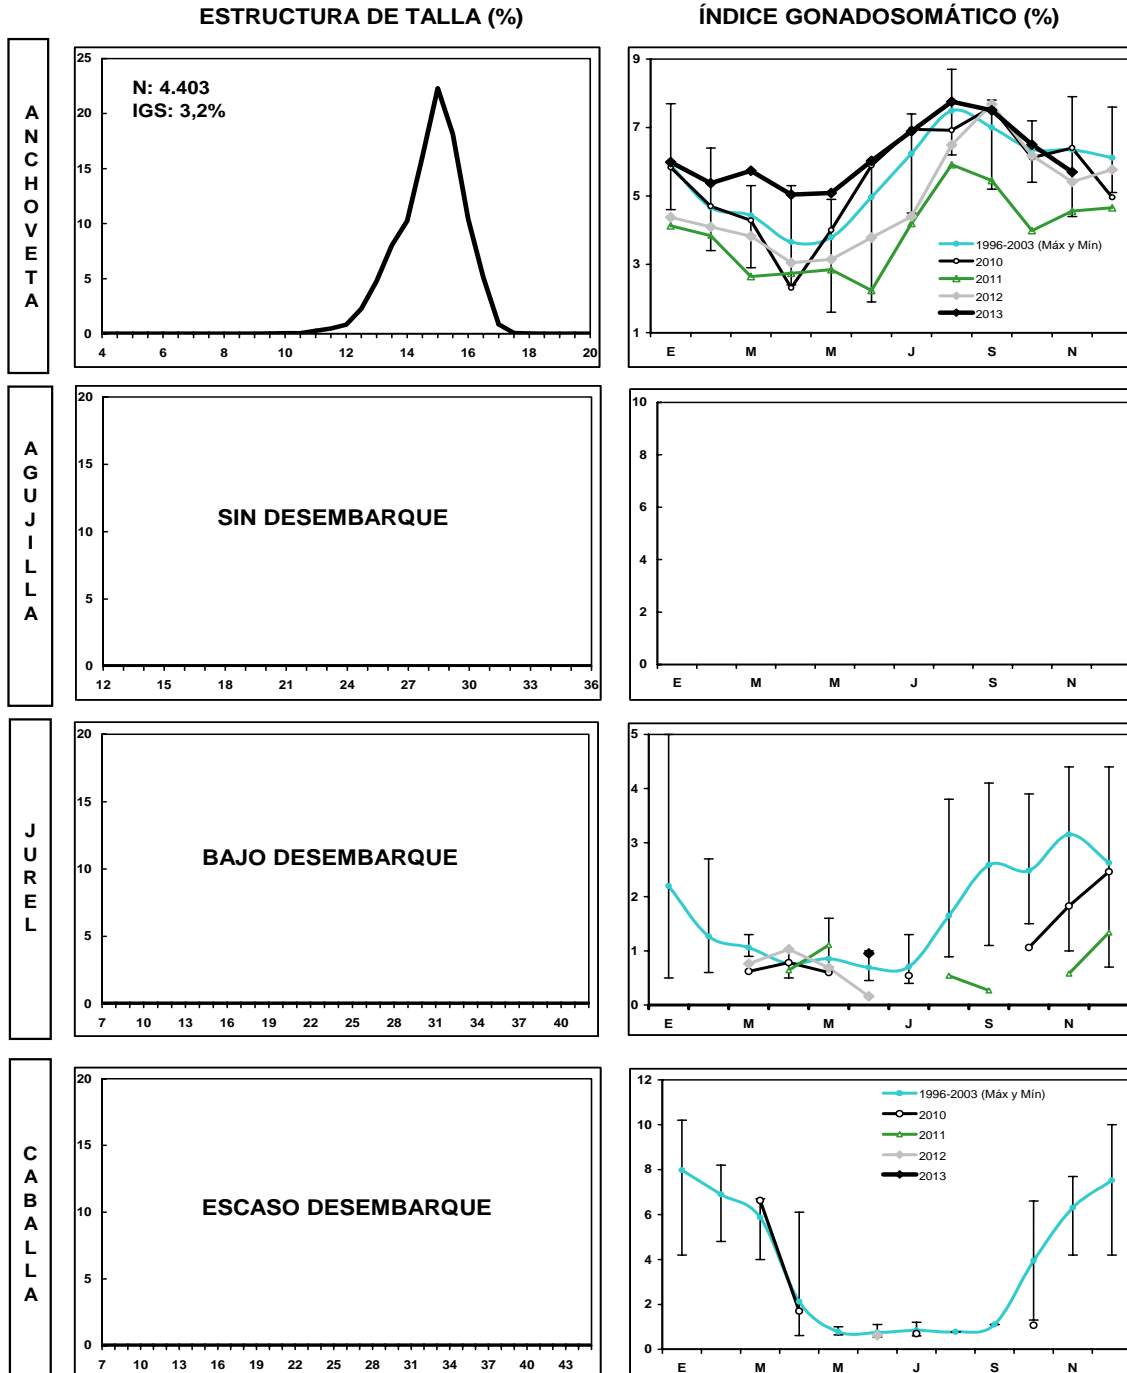 ESTRUCTURA DE TALLA (%)
ÍNDICE GONADOSOMÁTICO (%)
ANCHOVETA
N: 4.403
IGS: 3,2%
25
20
15
10
5
0
4 6 8 10 12 14 16 18 20
9
7
5
3
1
1996-2003 (Máx y Mín)
2010
2011
2012
2013
E M M J S N
AGUJILLA
20
15
10
5
0
SIN DESEMBARQUE
12 15 18 21 24 27 30 33 36
10
8
6
4
2
0
E M M J S N
JUREL
20
15
10
5
0
BAJO DESEMBARQUE
7 10 13 16 19 22 25 28 31 34 37 40
5
4
3
2
1
0
E M M J S N
CABALLA
20
15
10
5
0
ESCASO DESEMBARQUE
7 10 13 16 19 22 25 28 31 34 37 40 43
12
10
8
6
4
2
0
1996-2003 (Máx y Mín)
2010
2011
2012
2013
E M M J S N